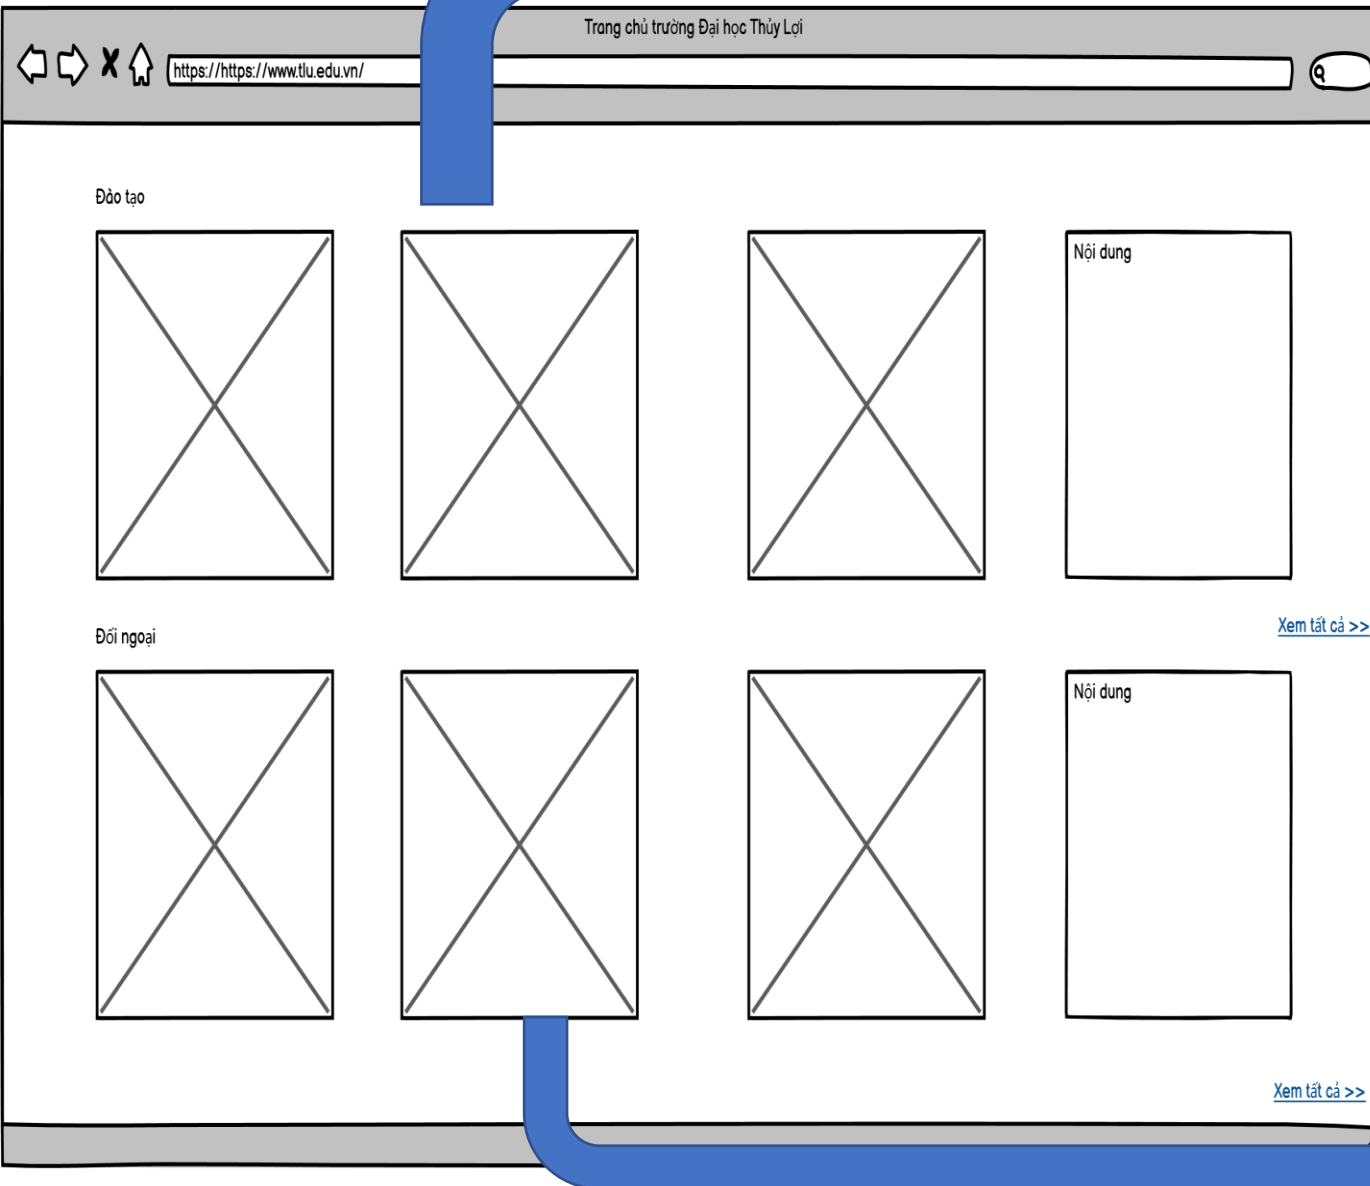 Trang chủ trường Đại học Thủy Lợi
https://https://www.tlu.edu.vn/
Đào tạo
Nội dung
Xem tất cả >>
Đối ngoại
Nội dung
Xem tất cả >>